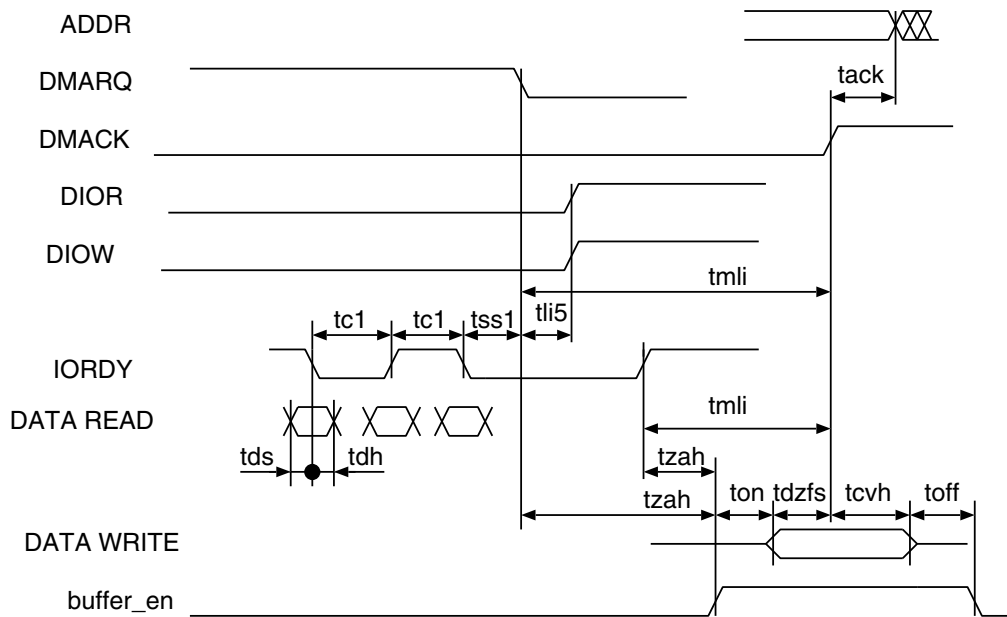 ADDR
DMARQ
tack
DMACK
DIOR
DIOW
tmli
tli5
tc1 tc1 tss1
IORDY
tmli
DATA READ
tds tdh
tzah
tzah ton tdzfs tcvh toff
DATA WRITE
buffer_en